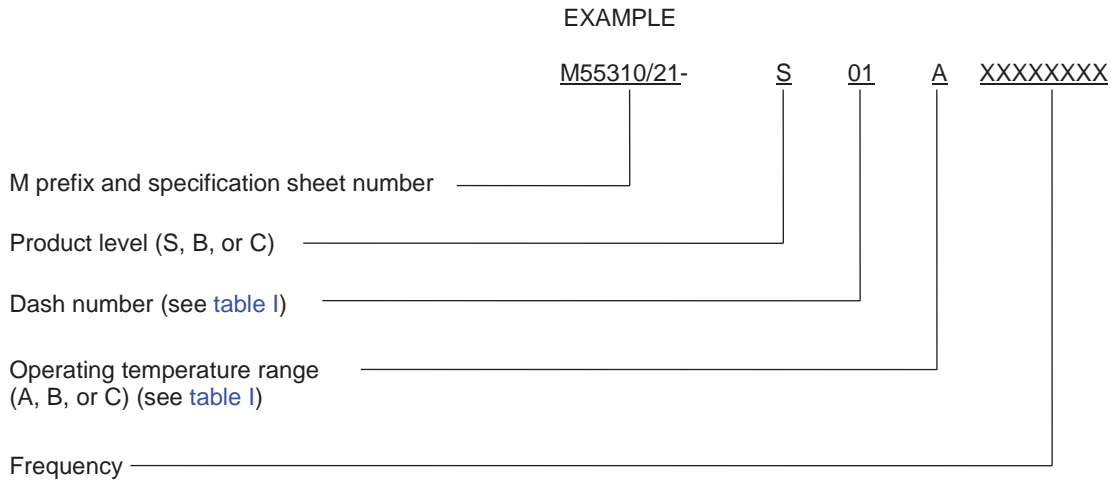 EXAMPLE
M55310/21- S 01 A XXXXXXXX
M prefix and specification sheet number
Product level (S, B, or C)
Dash number (see table I)
Operating temperature range
(A, B, or C) (see table I)
Frequency